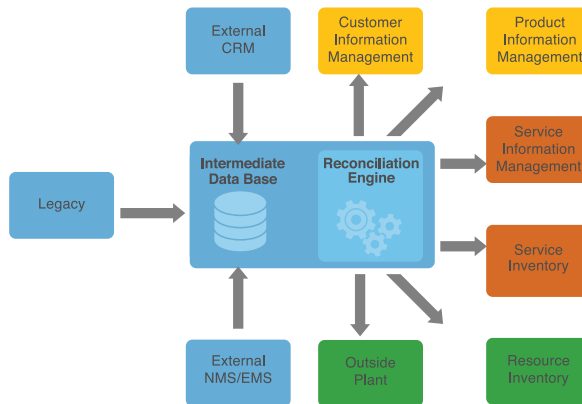 External
CRM
Customer
Information
Management
Product
Information
Management
Intermediate
Data Base
Reconciliation
Engine
Service
Information
Management
Legacy
Service
Inventory
External
NMS/EMS
Outside
Plant
Resource
Inventory